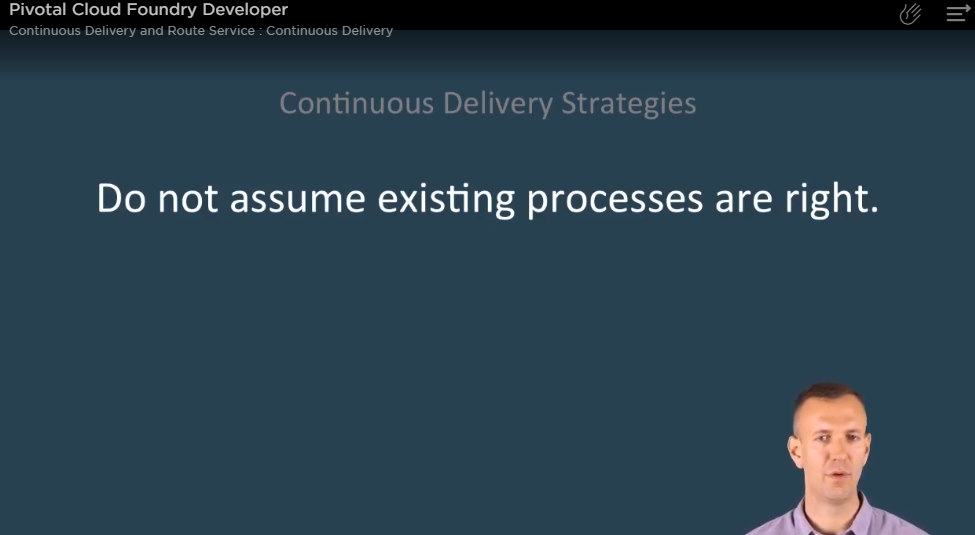 Pivotal Cloud Foundry Developer
Continuous Delivery and Route Service : Continuous Delivery
Continuous Delivery Strategies
Do not assume existing processes are right.